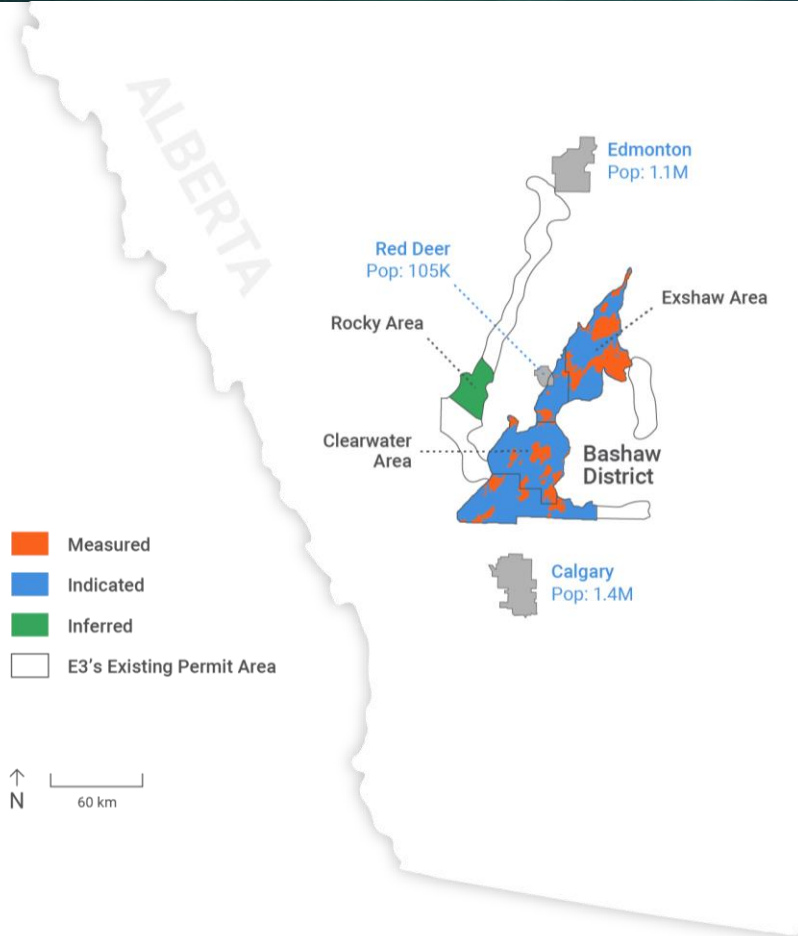 ALBERTA
Edmonton
Pop: 1.1M
Red Deer
Pop: 105K
Exshaw Area
Rocky Area
Clearwater
Area
Bashaw
District
Measured
Indicated
Inferred
E3's Existing Permit Area
Calgary
Pop: 1.4M
N
60 km